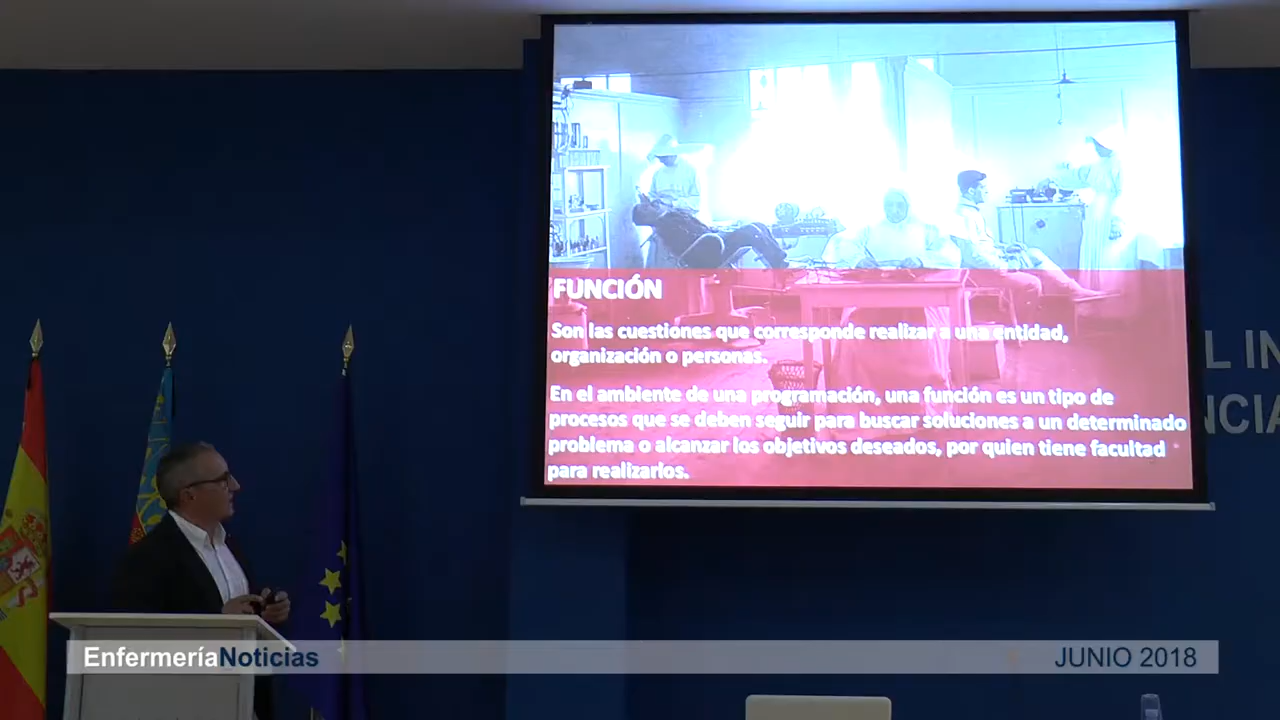 FUNCIÓN
Son las cuestiones que corresponde realizar a una entidad,
organización o personas.
En el ambiente de una programación, una función es un tipo de
procesos que se deben seguir para buscar soluciones a un determinado
problema o alcanzar los objetivos deseados, por quien tiene facultad
para realizarlos.
L IN
NCIA
EnfermeríaNoticias
JUNIO 2018